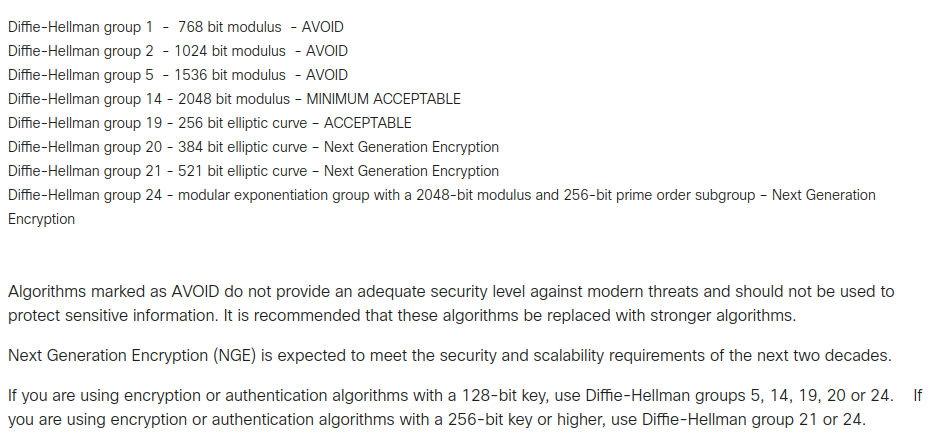 Diffie-Hellman group 1 - 768 bit modulus - AVOID
Diffie-Hellman group 2 - 1024 bit modulus - AVOID
Diffie-Hellman group 5 - 1536 bit modulus - AVOID
Diffie-Hellman group 14 - 2048 bit modulus – MINIMUM ACCEPTABLE
Diffie-Hellman group 19 - 256 bit elliptic curve – ACCEPTABLE
Diffie-Hellman group 20 - 384 bit elliptic curve – Next Generation Encryption
Diffie-Hellman group 21 - 521 bit elliptic curve – Next Generation Encryption
Diffie-Hellman group 24 - modular exponentiation group with a 2048-bit modulus and 256-bit prime order subgroup – Next Generation
Encryption
Algorithms marked as AVOID do not provide an adequate security level against modern threats and should not be used to
protect sensitive information. It is recommended that these algorithms be replaced with stronger algorithms.
Next Generation Encryption (NGE) is expected to meet the security and scalability requirements of the next two decades.
If you are using encryption or authentication algorithms with a 128-bit key, use Diffie-Hellman groups 5, 14, 19, 20 or 24. If
you are using encryption or authentication algorithms with a 256-bit key or higher, use Diffie-Hellman group 21 or 24.